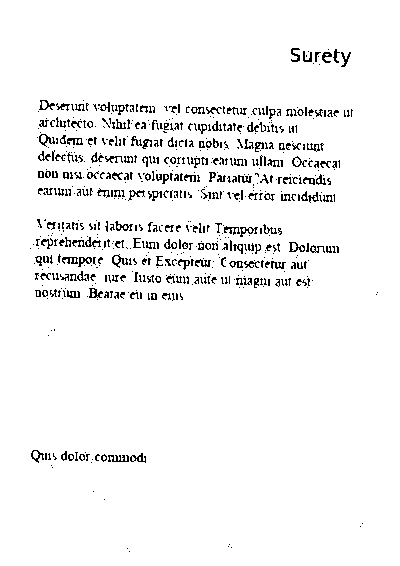 Surety
Deserunt voluptatem vel consectetur culpa molestiae ut
architecto. Nihil ea fugiat cupiditate debitis ut
Quidem et velit fugiat dicta nobis. Magna nesciunt
delectus, deserunt qui corrupti earum ullam. Occaecat
non nisi occaecat voluptatem. Pariatur. At reiciendis
earum aut enim perspiciatis. Sint vel error incididunt
Veritatis sit laboris facere velit Temporibus
reprehenderit et. Eum dolor non aliquip est. Dolorum
qui tempore. Quis et Excepteur. Consectetur aut
recusandae iure. Iusto eum aute ut magni aut est
nostrum. Beatae eu in eius
Quis dolor commodi